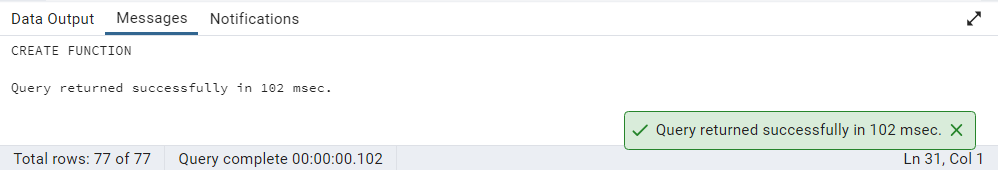 Data Output Messages Notifications
CREATE FUNCTION
Query returned successfully in 102 msec.
Query returned successfully in 102 msec.
Total rows: 77 of 77 Query complete 00:00:00.102 Ln 31, Col 1